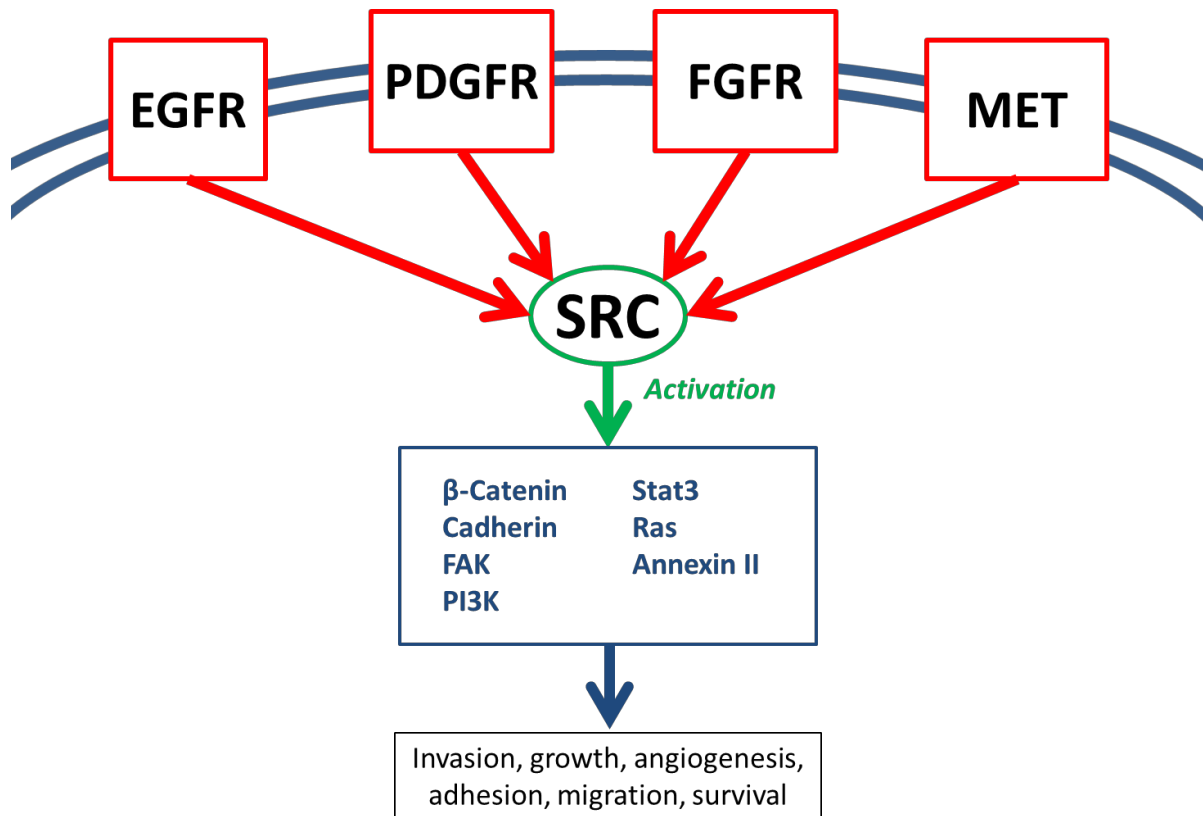 EGFR
PDGFR
FGFR
MET
SRC
Activation
β-Catenin
Cadherin
FAK
PI3K
Stat3
Ras
Annexin II
Invasion, growth, angiogenesis,
adhesion, migration, survival